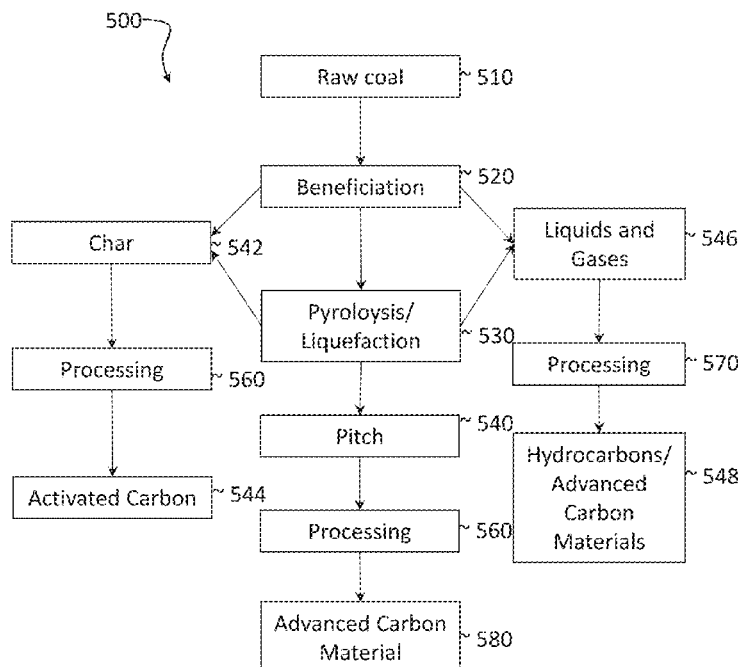 500
Raw coal
510
Beneficiation
520
Char
542
Liquids and
Gases
546
Pyroloysis/
Liquefaction
530
Processing
560
Processing
570
Pitch
540
Activated Carbon
544
Hydrocarbons/
Advanced
Carbon
Materials
548
Processing
560
Advanced Carbon
Material
580